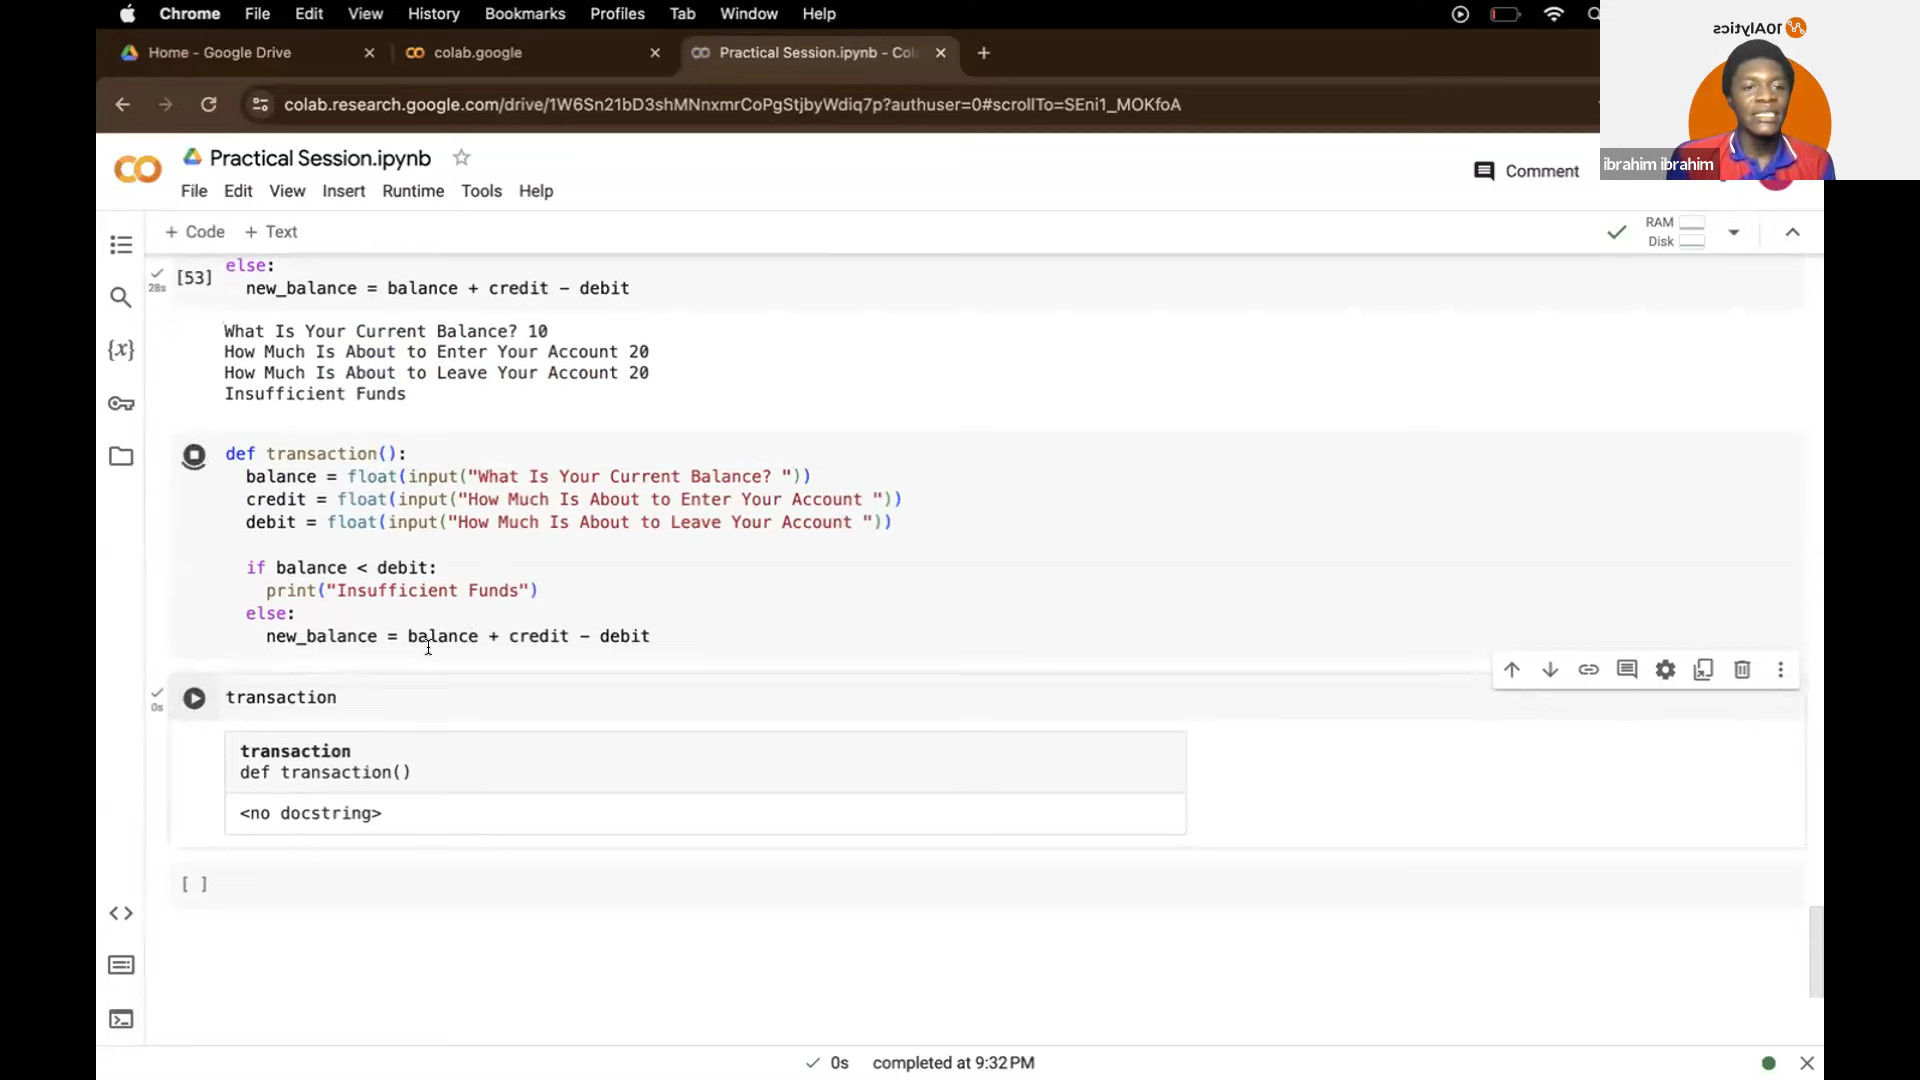 Chrome File Edit View History Bookmarks Profiles Tab Window Help
10Alytics
Home - Google Drive
colab.google
Practical Session.ipynb - Col
colab.research.google.com/drive/1W6Sn21bD3shMNnxmrCoPgStjbyWdiq7p?authuser=0#scrollTo=SEni1_MOKfoA
ibrahim ibrahim
Practical Session.ipynb
Comment
File Edit View Insert Runtime Tools Help
+ Code + Text
RAM
Disk
28s
[53]
else:
new_balance = balance + credit - debit
What Is Your Current Balance? 10
How Much Is About to Enter Your Account 20
How Much Is About to Leave Your Account 20
Insufficient Funds
def transaction():
balance = float(input("What Is Your Current Balance? "))
credit = float(input("How Much Is About to Enter Your Account "))
debit = float(input("How Much Is About to Leave Your Account "))
if balance < debit:
print("Insufficient Funds")
else:
new_balance = balance + credit - debit
0s
transaction
transaction
def transaction()
<no docstring>
[ ]
0s completed at 9:32 PM